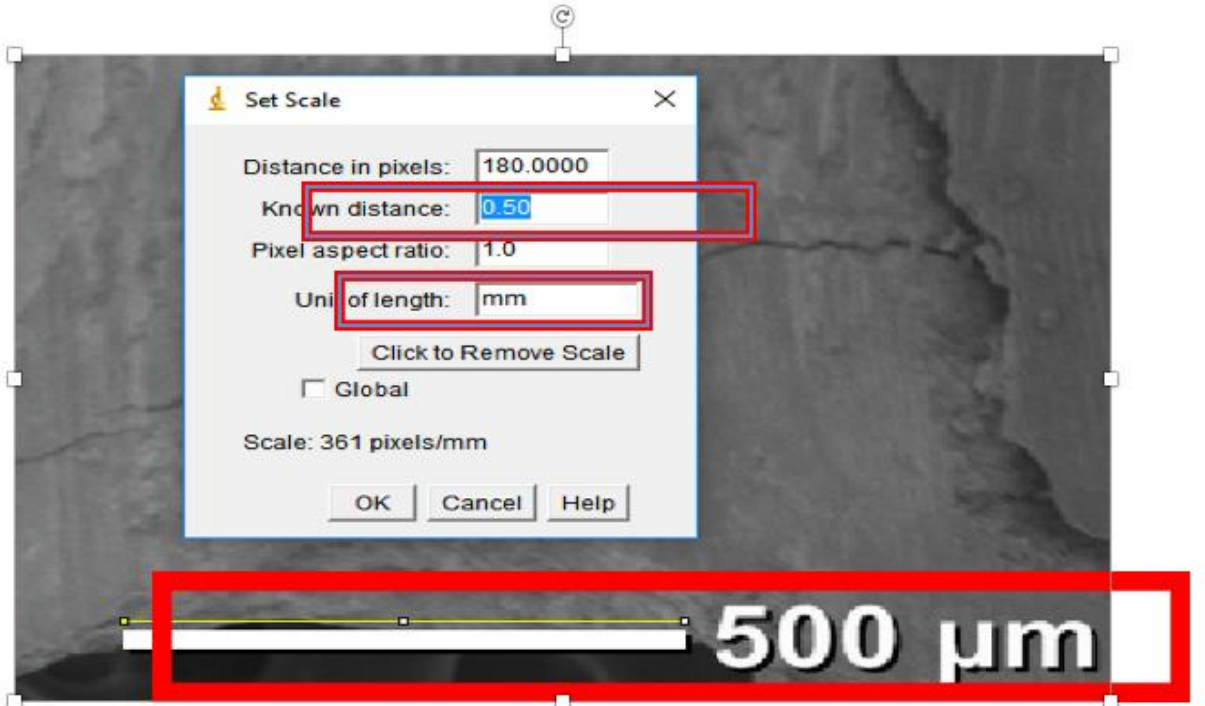 Set Scale
Distance in pixels: 180.0000
Known distance: 0.50
Pixel aspect ratio: 1.0
Unit of length: mm
Click to Remove Scale
Global
Scale: 361 pixels/mm
OK Cancel Help
500 µm